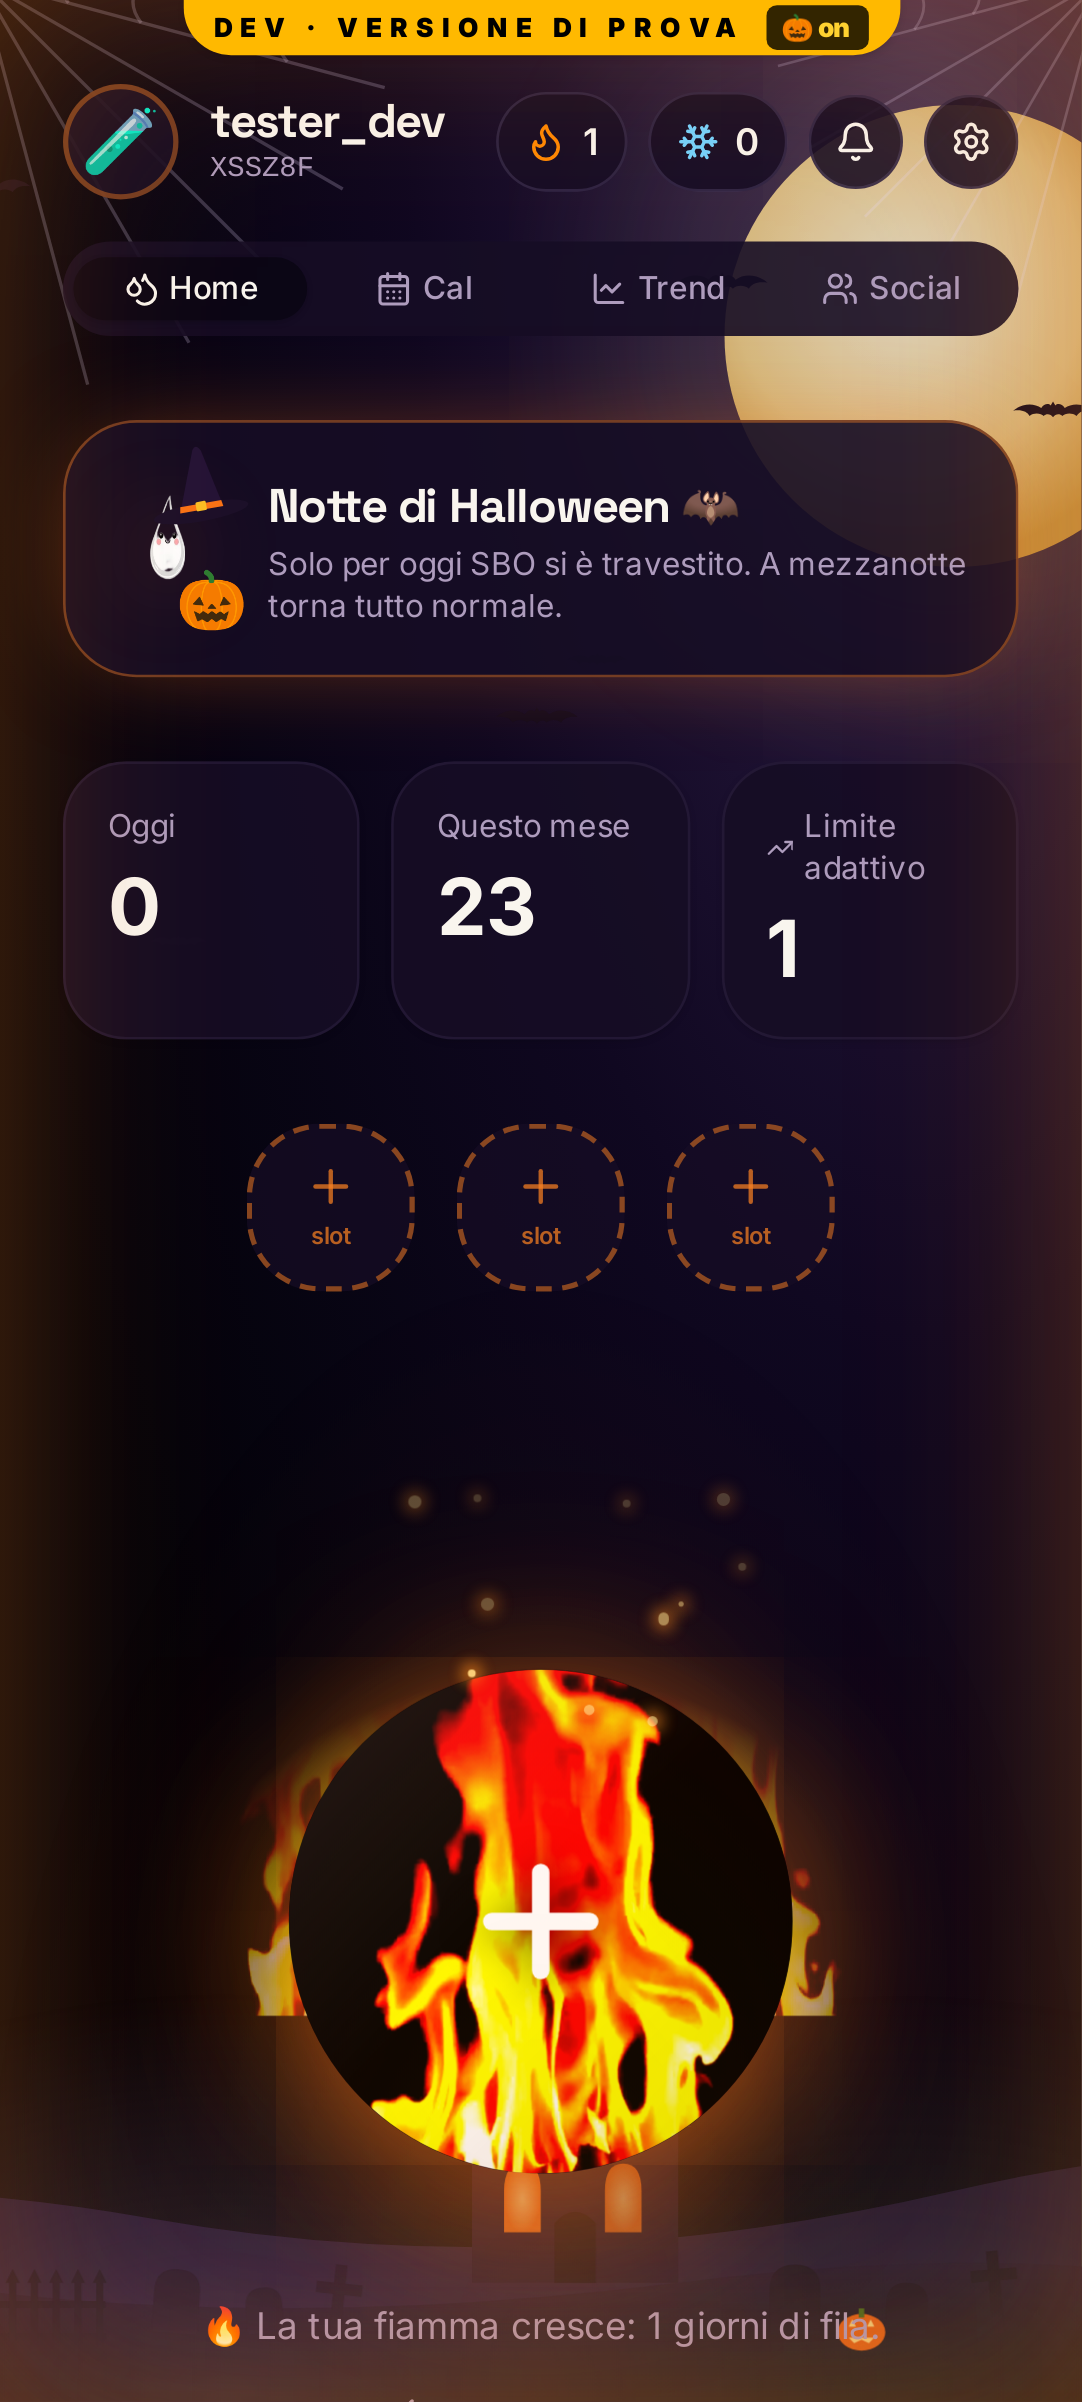 DEV · VERSIONE DI PROVA 🎃 on
tester_dev
XSSZ8F
1
0
Home
Cal
Trend
Social
Notte di Halloween 🦇
Solo per oggi SBO si è travestito. A mezzanotte
torna tutto normale.
Oggi
0
Questo mese
23
Limite
adattivo
1
slot
slot
slot
🔥 La tua fiamma cresce: 1 giorni di fila.